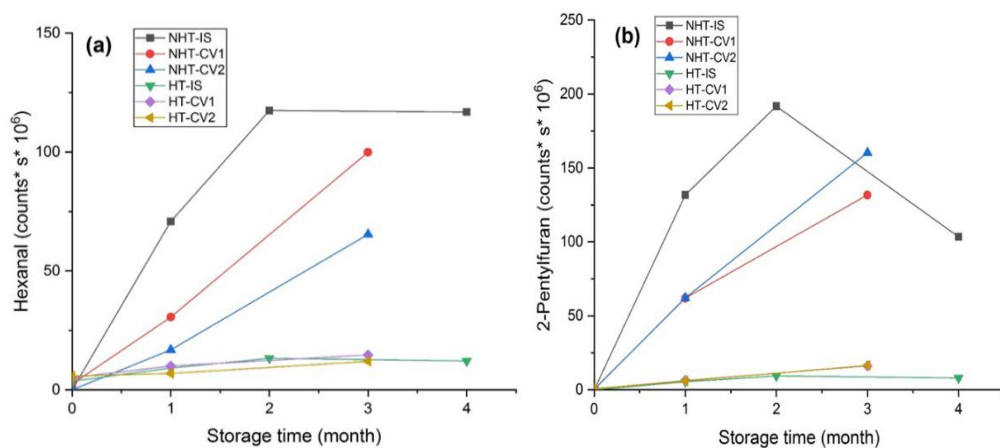 (a)
NHT-IS
NHT-CV1
NHT-CV2
HT-IS
HT-CV1
HT-CV2
150
100
50
0
Hexanal (counts* s* 10⁶)
0 1 2 3 4
Storage time (month)
(b)
NHT-IS
NHT-CV1
NHT-CV2
HT-IS
HT-CV1
HT-CV2
250
200
150
100
50
0
2-Pentylfuran (counts* s* 10⁶)
0 1 2 3 4
Storage time (month)